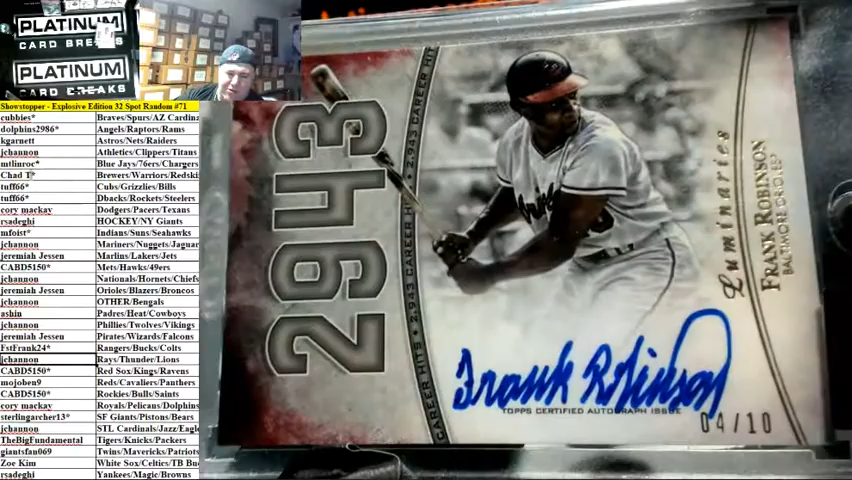 PLATINUM
CARD BREAKS
PLATINUM
CARD BREAKS
Showstopper - Explosive Edition 32 Spot Random #71
cubbies* Braves/Spurs/AZ Cardina
dolphins2986* Angels/Raptors/Rams
kgarnett Astros/Nets/Raiders
jchannon Athletics/Clippers/Titans
mtlinroc* Blue Jays/76ers/Chargers
Chad T* Brewers/Warriors/Redski
tuff66* Cubs/Grizzlies/Bills
tuff66* Dbacks/Rockets/Steelers
cory mackay Dodgers/Pacers/Texans
rsadeghi HOCKEY/NY Giants
mfoist* Indians/Suns/Seahawks
jchannon Mariners/Nuggets/Jaguar
jeremiah Jessen Marlins/Lakers/Jets
CABD5150* Mets/Hawks/49ers
jchannon Nationals/Hornets/Chiefs
jeremiah Jessen Orioles/Blazers/Broncos
jchannon OTHER/Bengals
ashin Padres/Heat/Cowboys
jchannon Phillies/Twolves/Vikings
jeremiah Jessen Pirates/Wizards/Falcons
FstFrank24* Rangers/Bucks/Colts
jchannon Rays/Thunder/Lions
CABD5150* Red Sox/Kings/Ravens
mojoben9 Reds/Cavaliers/Panthers
CABD5150* Rockies/Bulls/Saints
cory mackay Royals/Pelicans/Dolphins
sterlingarcher13* SF Giants/Pistons/Bears
jchannon STL Cardinals/Jazz/Eagle
TheBigFundamental Tigers/Knicks/Packers
giantsfan069 Twins/Mavericks/Patriots
Zoe Kim White Sox/Celtics/TB Bu
rsadeghi Yankees/Magic/Browns
2943
CAREER HITS • 2,943 CAREER HITS • 2,943 CAREER HIT
Luminaries
FRANK ROBINSON
BALTIMORE ORIOLES
Frank Robinson
TOPPS CERTIFIED AUTOGRAPH ISSUE
04/10